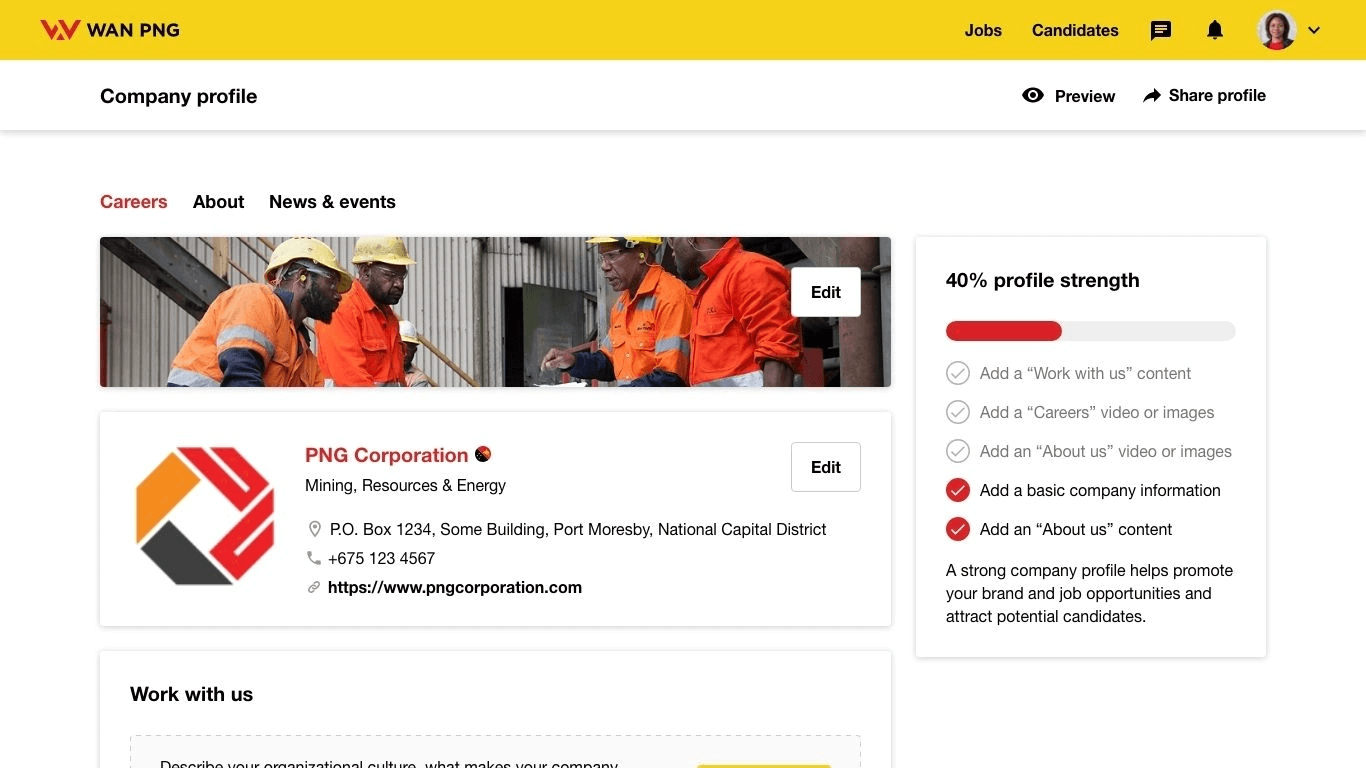 WAN PNG
Jobs
Candidates
Company profile
Preview
Share profile
Careers
About
News & events
Edit
40% profile strength
Add a “Work with us” content
Add a “Careers” video or images
Add an “About us” video or images
Add a basic company information
Add an “About us” content
A strong company profile helps promote
your brand and job opportunities and
attract potential candidates.
PNG Corporation
Edit
Mining, Resources & Energy
P.O. Box 1234, Some Building, Port Moresby, National Capital District
+675 123 4567
https://www.pngcorporation.com
Work with us
Describe your organizational culture, what makes your company